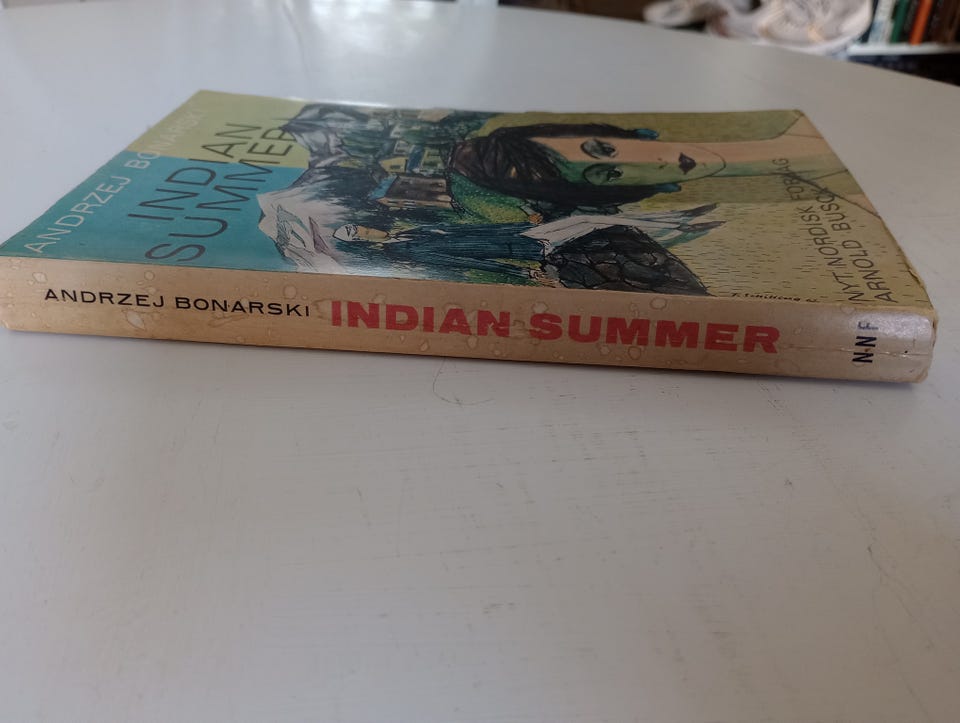 ANDRZEJ BONARSKI
INDIAN
SUMMER
NYT NORDISK FORLAG
ARNOLD BUSCK
ANDRZEJ BONARSKI INDIAN SUMMER N·N·F